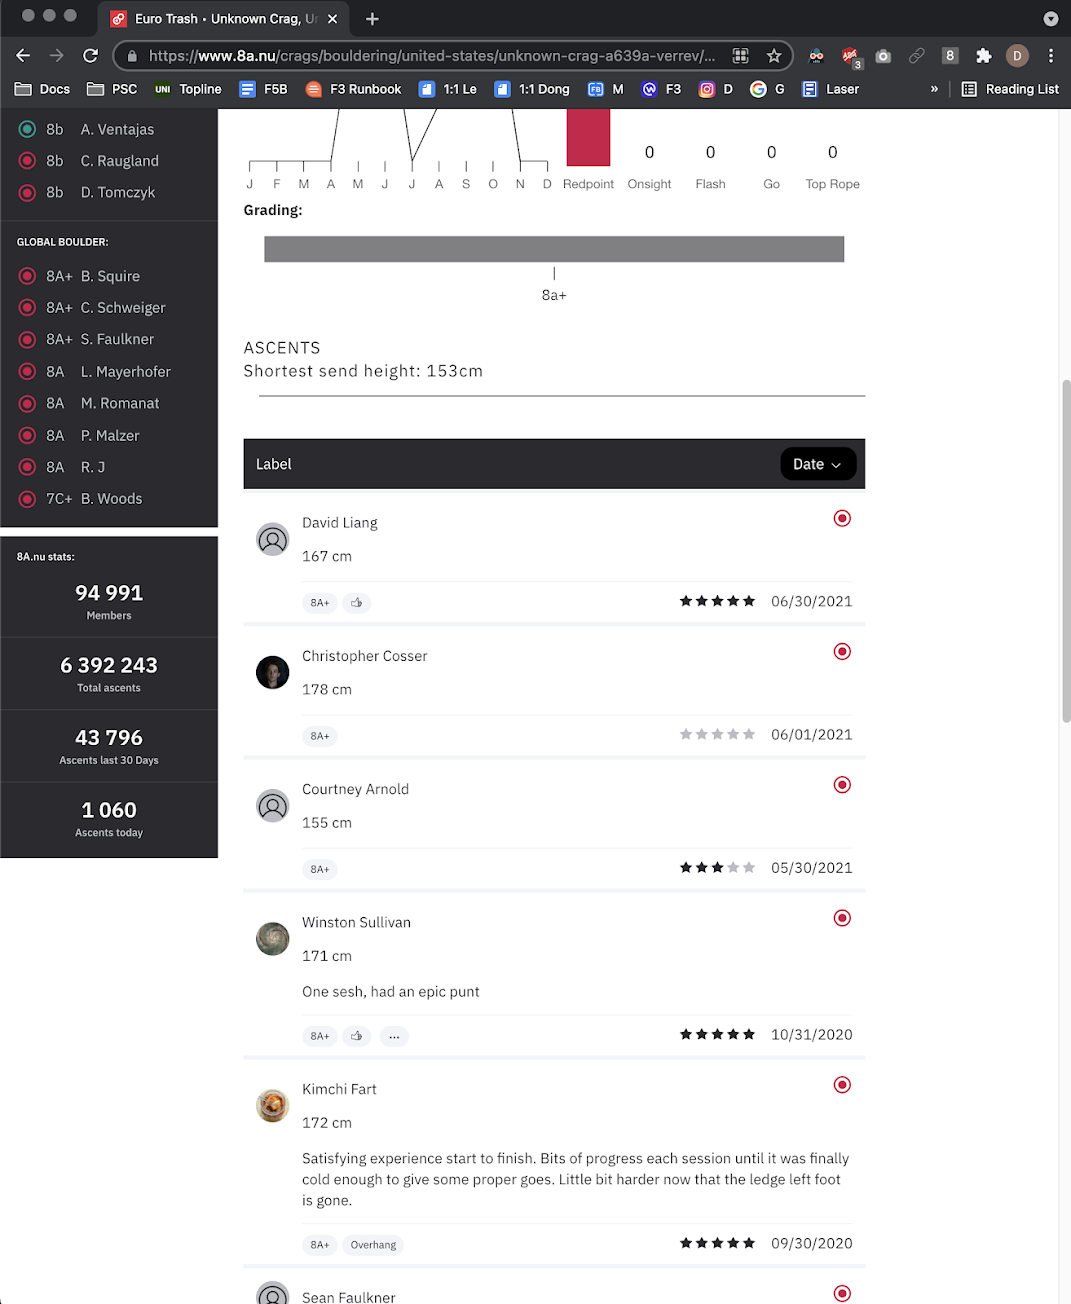 Euro Trash • Unknown Crag, Un
https://www.8a.nu/crags/bouldering/united-states/unknown-crag-a639a-verrev/...
3
8
D
Docs
PSC
UNI Topline
F5B
F3 Runbook
1:1 Le
1:1 Dong
FB M
F3
D
G
Laser
»
Reading List
8b A. Ventajas
8b C. Raugland
8b D. Tomczyk
GLOBAL BOULDER:
8A+ B. Squire
8A+ C. Schweiger
8A+ S. Faulkner
8A L. Mayerhofer
8A M. Romanat
8A P. Malzer
8A R. J
7C+ B. Woods
8A.nu stats:
94 991
Members
6 392 243
Total ascents
43 796
Ascents last 30 Days
1 060
Ascents today
0 0 0 0
J F M A M J J A S O N D Redpoint Onsight Flash Go Top Rope
Grading:
8a+
ASCENTS
Shortest send height: 153cm
Label Date
David Liang
167 cm
8A+ 06/30/2021
Christopher Cosser
178 cm
8A+ 06/01/2021
Courtney Arnold
155 cm
8A+ 05/30/2021
Winston Sullivan
171 cm
One sesh, had an epic punt
8A+ ... 10/31/2020
Kimchi Fart
172 cm
Satisfying experience start to finish. Bits of progress each session until it was finally
cold enough to give some proper goes. Little bit harder now that the ledge left foot
is gone.
8A+ Overhang 09/30/2020
Sean Faulkner